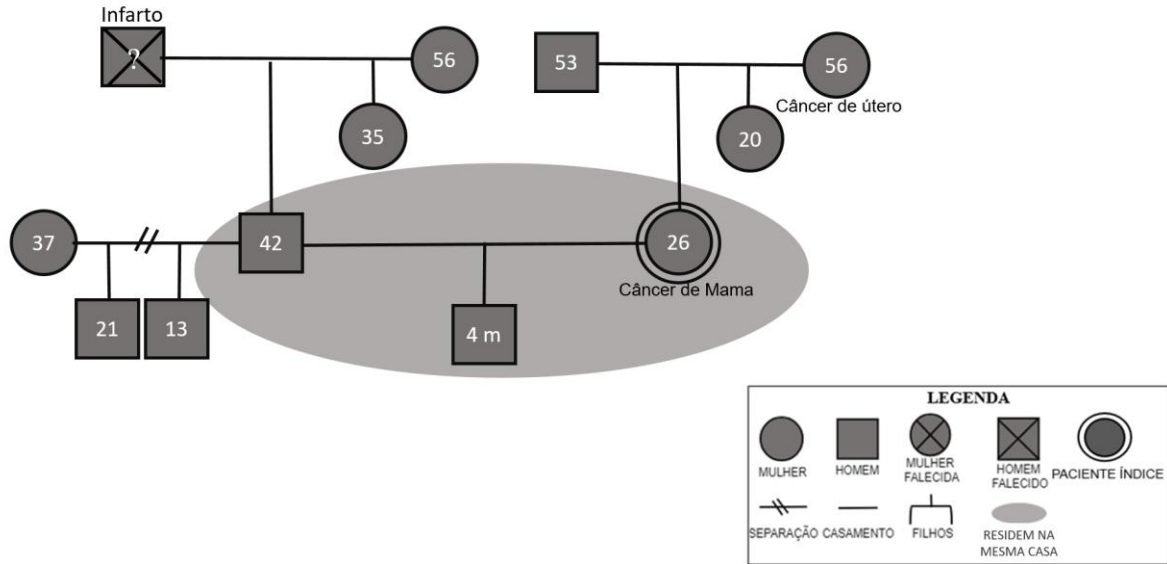 Infarto
?
56
53
56
Câncer de útero
35
20
37
42
26
Câncer de Mama
21
13
4 m
LEGENDA
MULHER
HOMEM
MULHER
FALECIDA
HOMEM
FALECIDO
PACIENTE ÍNDICE
SEPARAÇÃO
CASAMENTO
FILHOS
RESIDEM NA
MESMA CASA